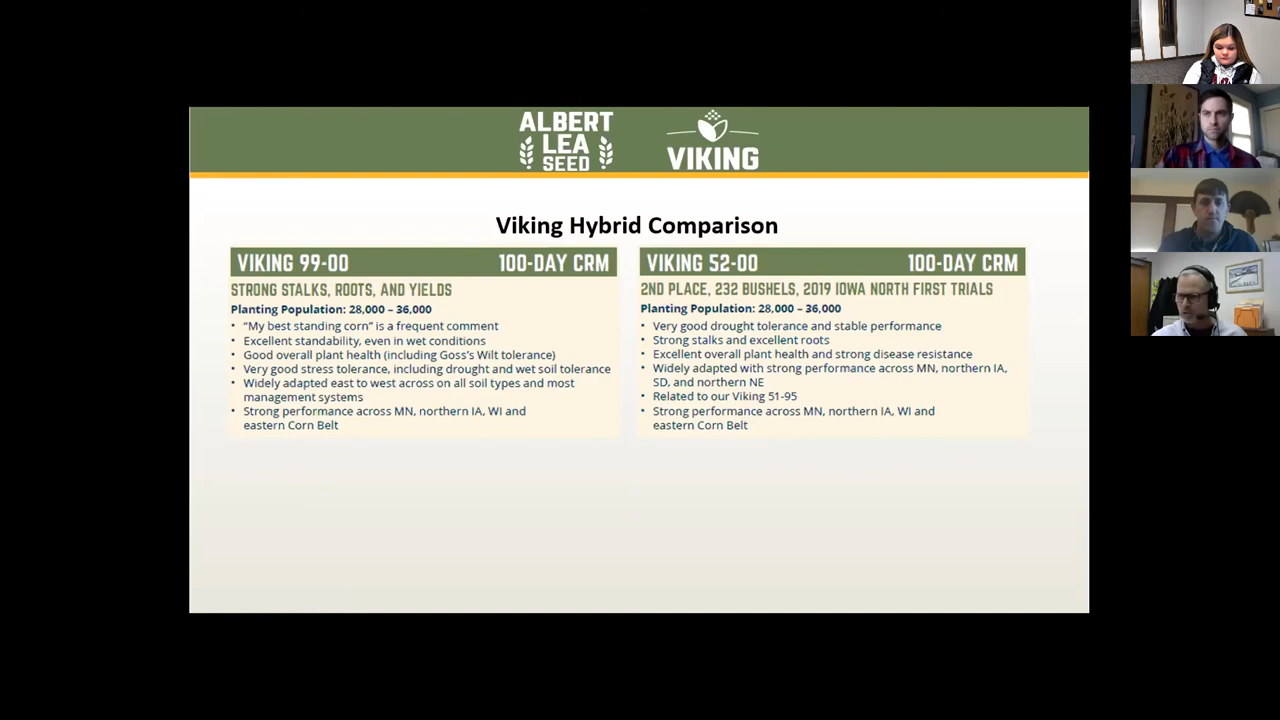 ALBERT
LEA
SEED
VIKING
Viking Hybrid Comparison
VIKING 99-00 100-DAY CRM
STRONG STALKS, ROOTS, AND YIELDS
Planting Population: 28,000 – 36,000
• “My best standing corn” is a frequent comment
• Excellent standability, even in wet conditions
• Good overall plant health (including Goss’s Wilt tolerance)
• Very good stress tolerance, including drought and wet soil tolerance
• Widely adapted east to west across on all soil types and most
management systems
• Strong performance across MN, northern IA, WI and
eastern Corn Belt
VIKING 52-00 100-DAY CRM
2ND PLACE, 232 BUSHELS, 2019 IOWA NORTH FIRST TRIALS
Planting Population: 28,000 – 36,000
• Very good drought tolerance and stable performance
• Strong stalks and excellent roots
• Excellent overall plant health and strong disease resistance
• Widely adapted with strong performance across MN, northern IA,
SD, and northern NE
• Related to our Viking 51-95
• Strong performance across MN, northern IA, WI and
eastern Corn Belt